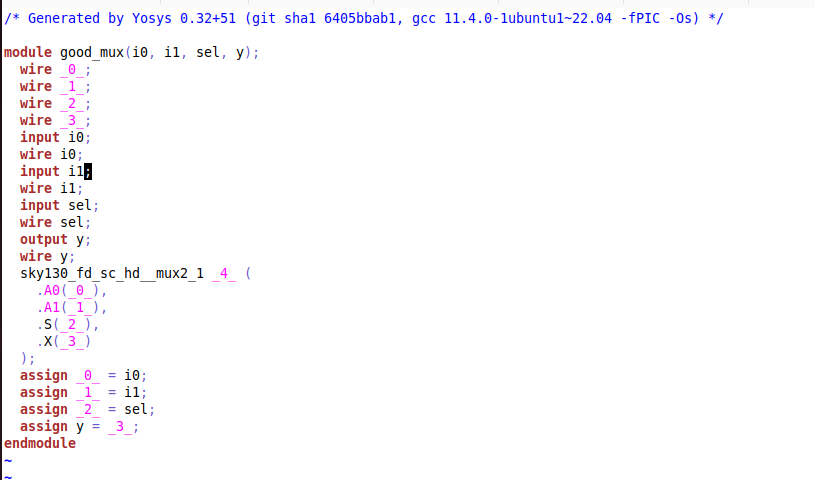 /* Generated by Yosys 0.32+51 (git sha1 6405bbab1, gcc 11.4.0-1ubuntu1~22.04 -fPIC -Os) */

module good_mux(i0, i1, sel, y);
  wire _0_;
  wire _1_;
  wire _2_;
  wire _3_;
  input i0;
  wire i0;
  input i1;
  wire i1;
  input sel;
  wire sel;
  output y;
  wire y;
  sky130_fd_sc_hd__mux2_1 _4_ (
    .A0(_0_),
    .A1(_1_),
    .S(_2_),
    .X(_3_)
  );
  assign _0_ = i0;
  assign _1_ = i1;
  assign _2_ = sel;
  assign y = _3_;
endmodule
~
~